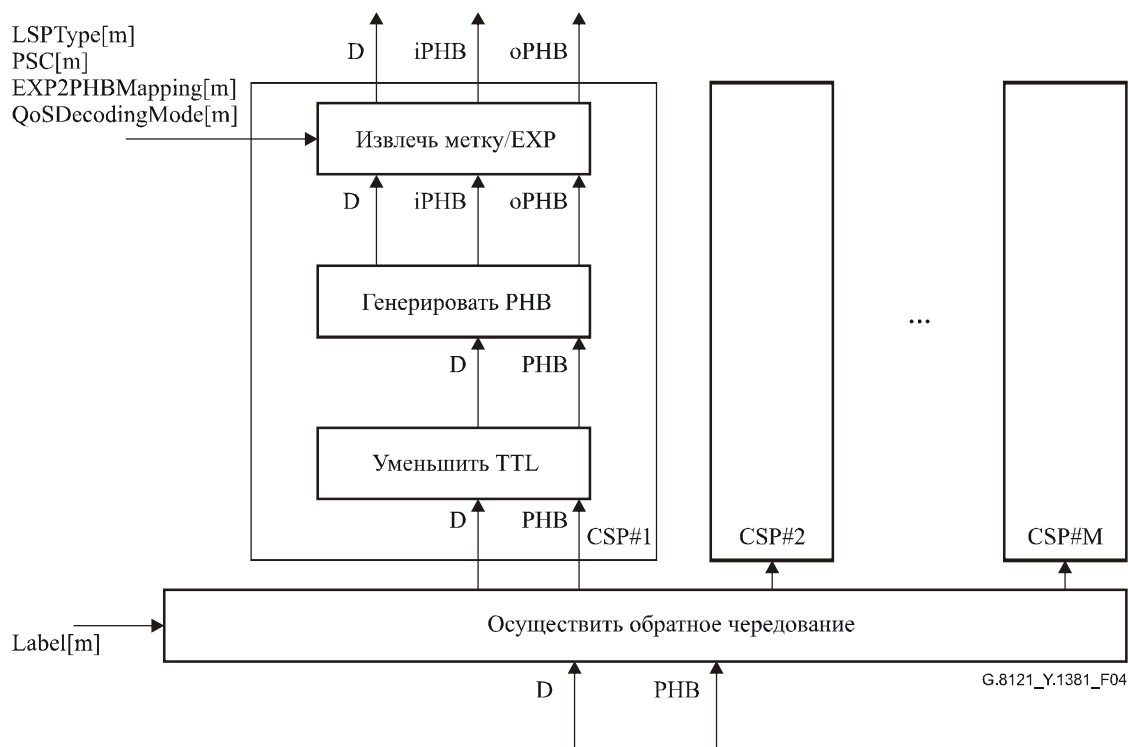 LSPType[m]
PSC[m]
EXP2PHBMapping[m]
QoSDecodingMode[m]
D iPHB oPHB
Извлечь метку/EXP
D iPHB oPHB
Генерировать PHB
D PHB
...
Уменьшить TTL
D PHB
CSP#1 CSP#2 CSP#M
Осуществить обратное чередование
Label[m]
D PHB
G.8121_Y.1381_F04